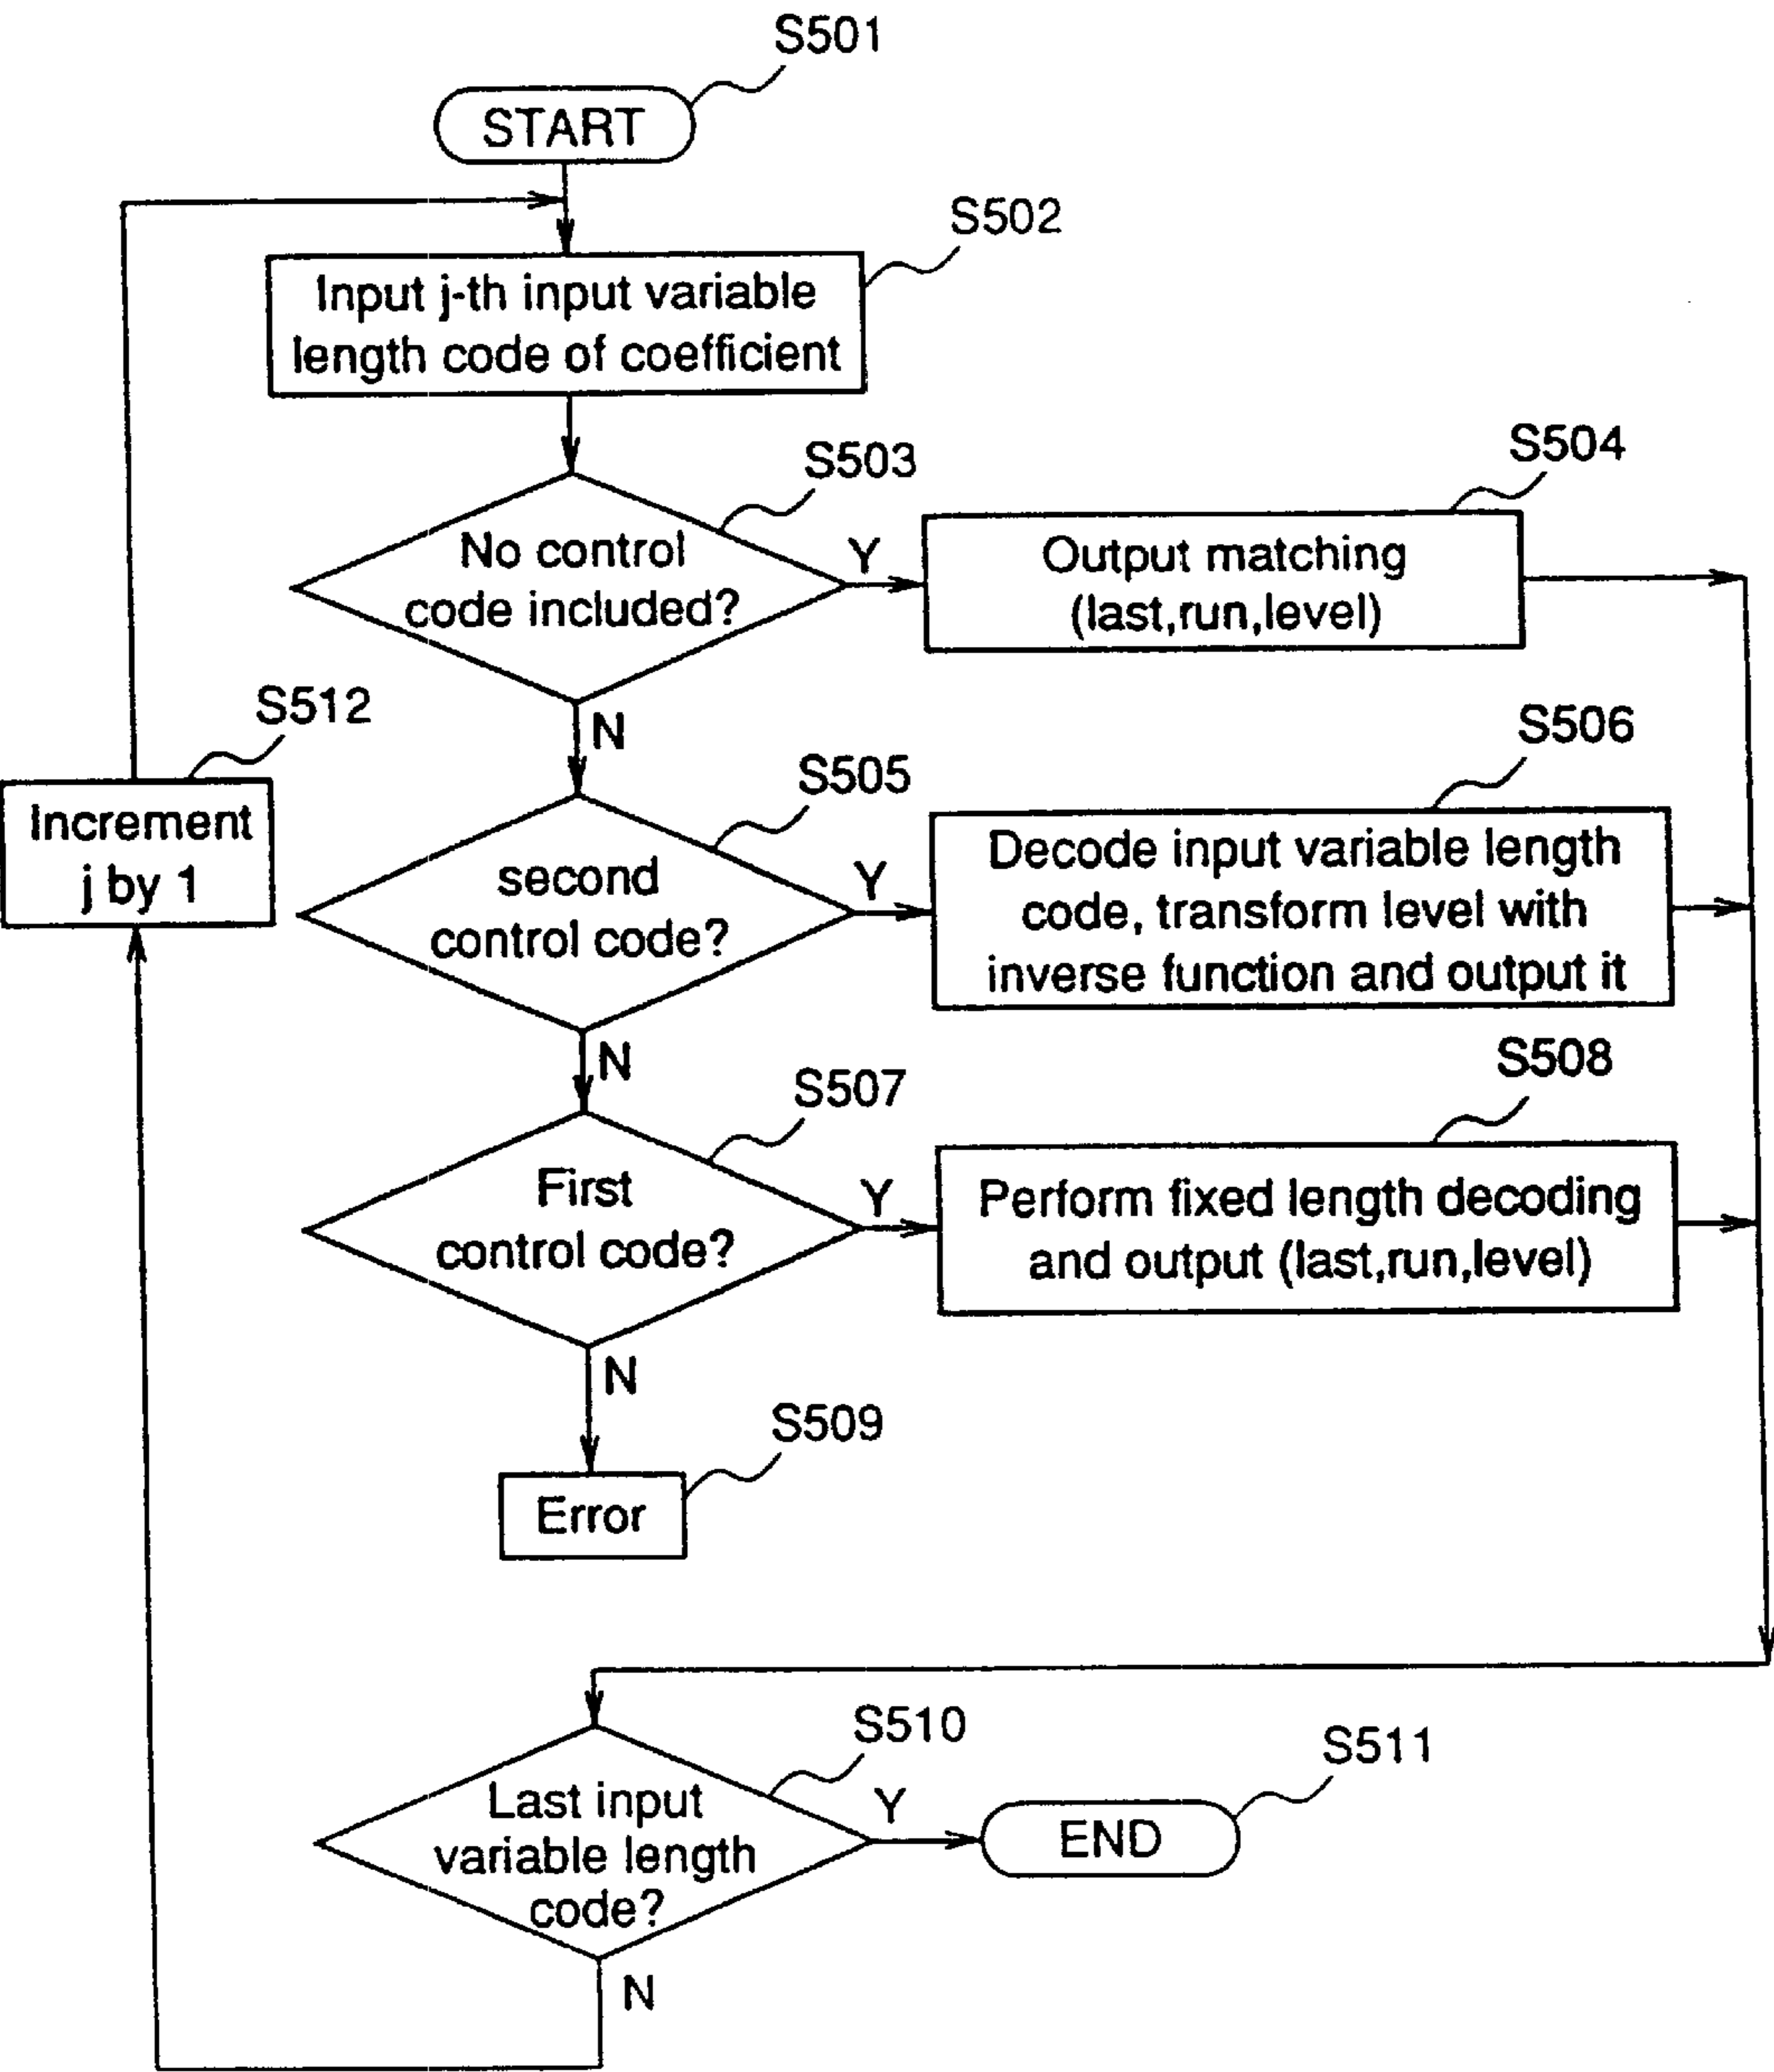 S501
START
S502
Input j-th input variable
length code of coefficient
S503
No control
code included?
Y
N
S504
Output matching
(last,run,level)
S512
Increment
j by 1
S505
second
control code?
Y
N
S506
Decode input variable length
code, transform level with
inverse function and output it
S507
First
control code?
Y
N
S508
Perform fixed length decoding
and output (last,run,level)
S509
Error
S510
Last input
variable length
code?
Y
N
S511
END